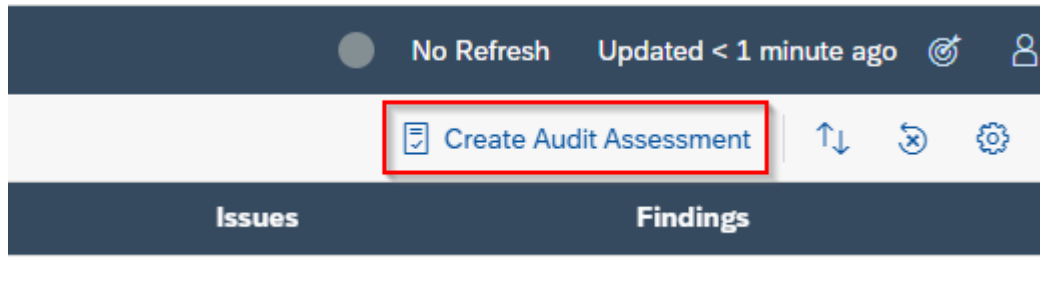 No Refresh Updated < 1 minute ago
Create Audit Assessment
Issues Findings